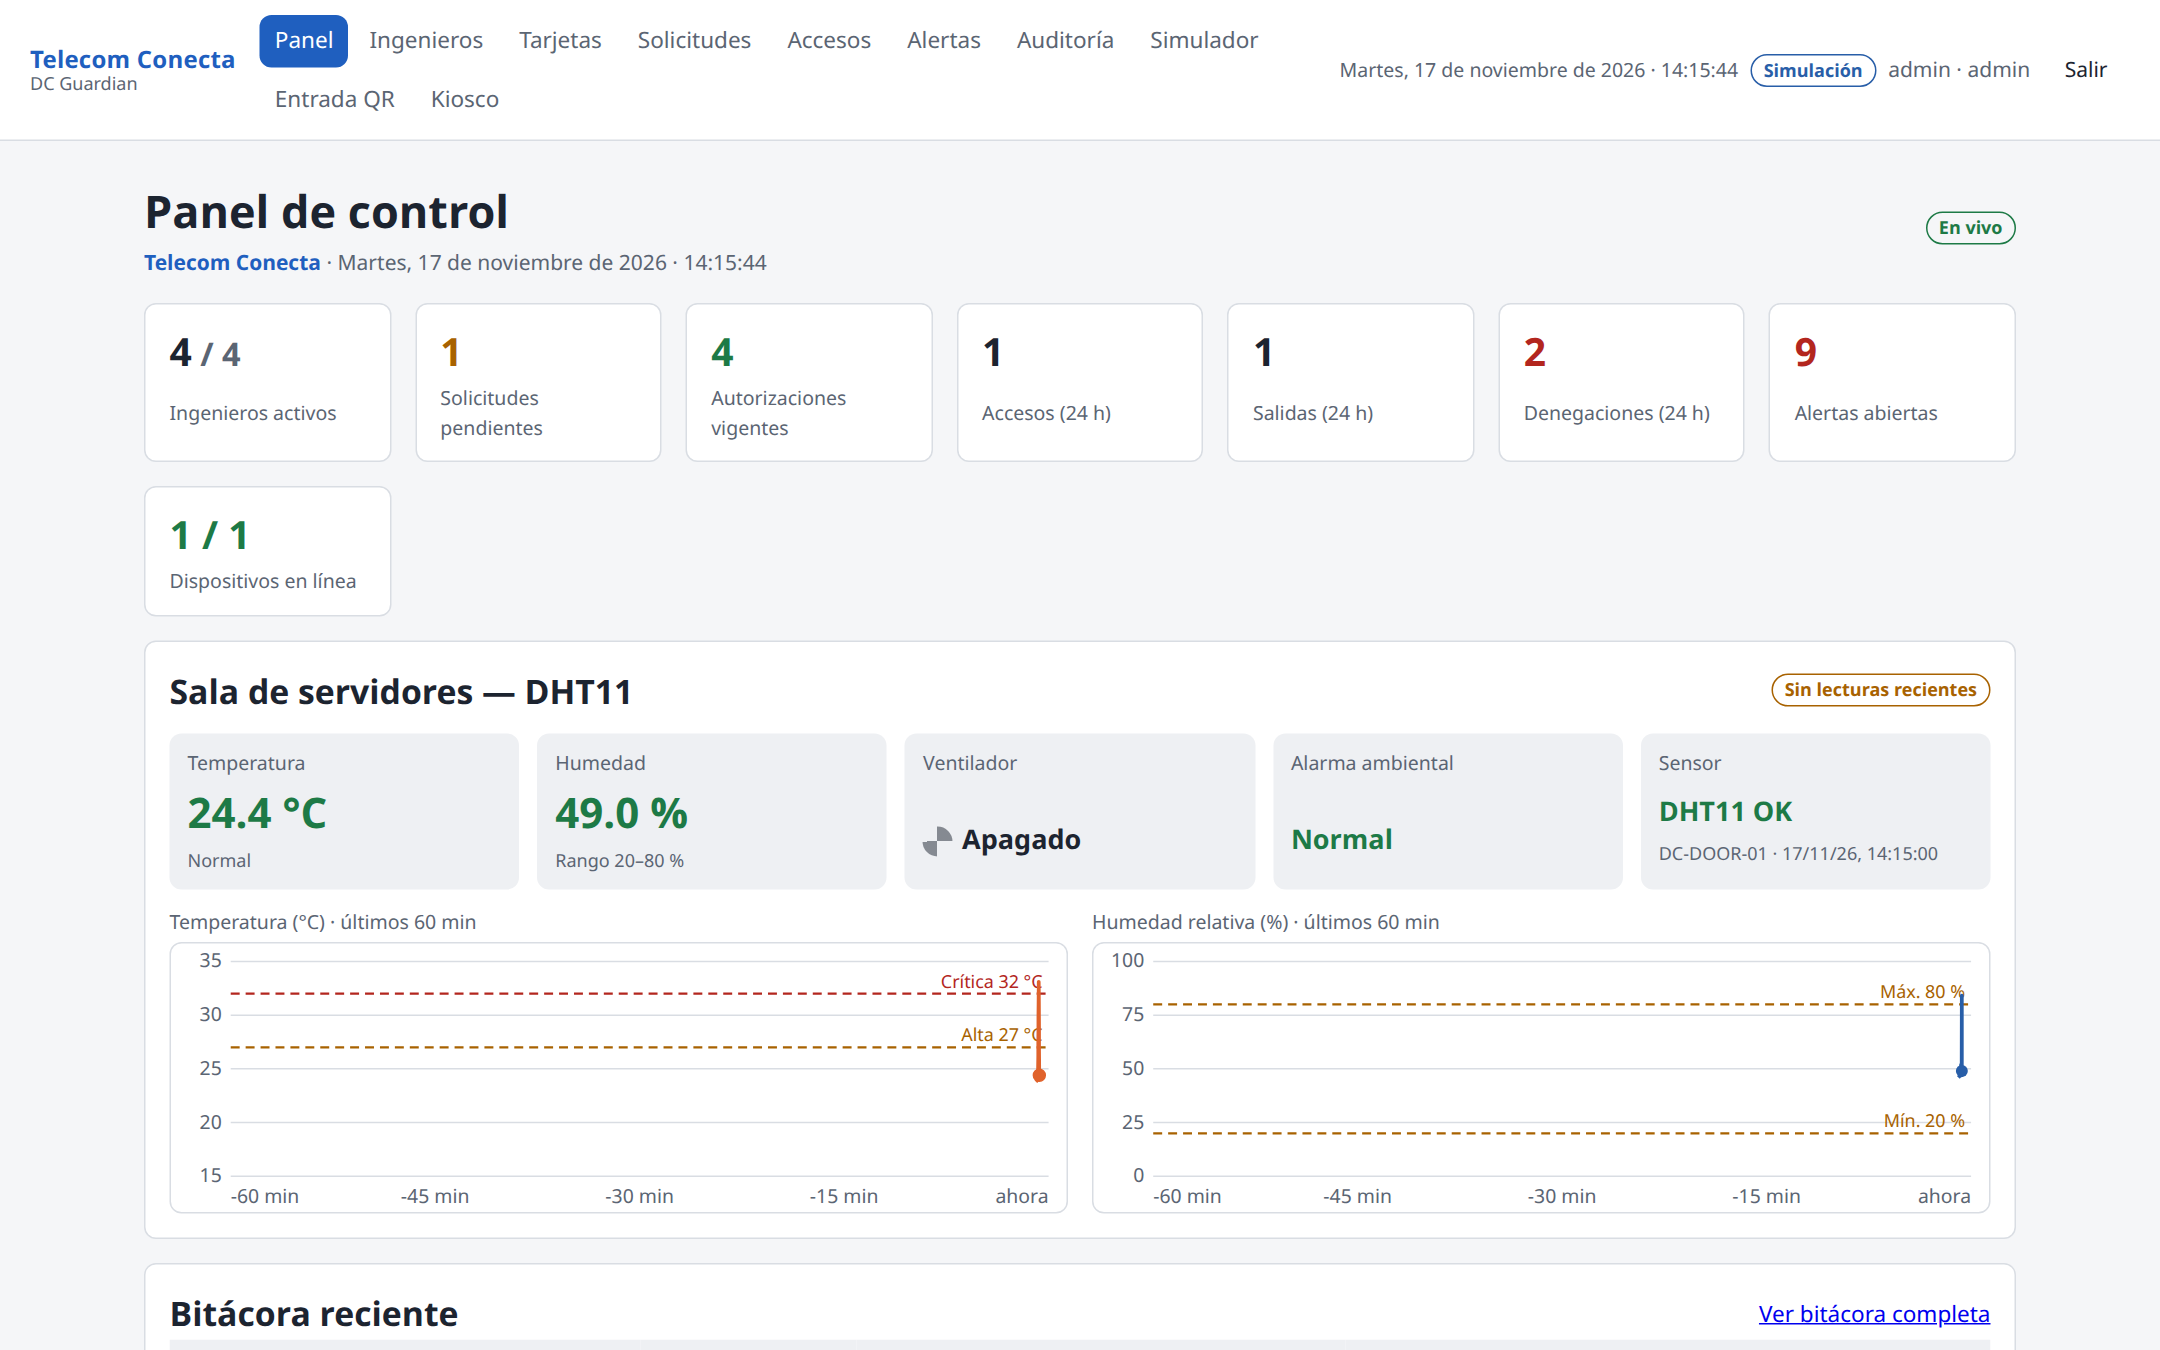 Telecom Conecta
DC Guardian
Panel Ingenieros Tarjetas Solicitudes Accesos Alertas Auditoría Simulador
Entrada QR Kiosco
Martes, 17 de noviembre de 2026 · 14:15:44 Simulación admin · admin Salir
Panel de control
En vivo
Telecom Conecta · Martes, 17 de noviembre de 2026 · 14:15:44
4 / 4
Ingenieros activos
1
Solicitudes
pendientes
4
Autorizaciones
vigentes
1
Accesos (24 h)
1
Salidas (24 h)
2
Denegaciones (24 h)
9
Alertas abiertas
1 / 1
Dispositivos en línea
Sala de servidores — DHT11
Sin lecturas recientes
Temperatura
24.4 °C
Normal
Humedad
49.0 %
Rango 20–80 %
Ventilador
Apagado
Alarma ambiental
Normal
Sensor
DHT11 OK
DC-DOOR-01 · 17/11/26, 14:15:00
Temperatura (°C) · últimos 60 min
35
Crítica 32 °C
30
Alta 27 °C
25
20
15
-60 min -45 min -30 min -15 min ahora
Humedad relativa (%) · últimos 60 min
100
Máx. 80 %
75
50
25
Mín. 20 %
0
-60 min -45 min -30 min -15 min ahora
Bitácora reciente
Ver bitácora completa